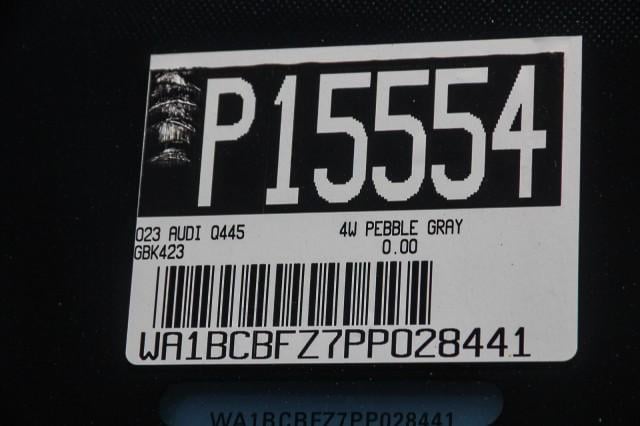 P15554
023 AUDI Q445 4W PEBBLE GRAY
GBK423 0.00
WA1BCBFZ7PP028441
WA1BCBFZ7PP028441